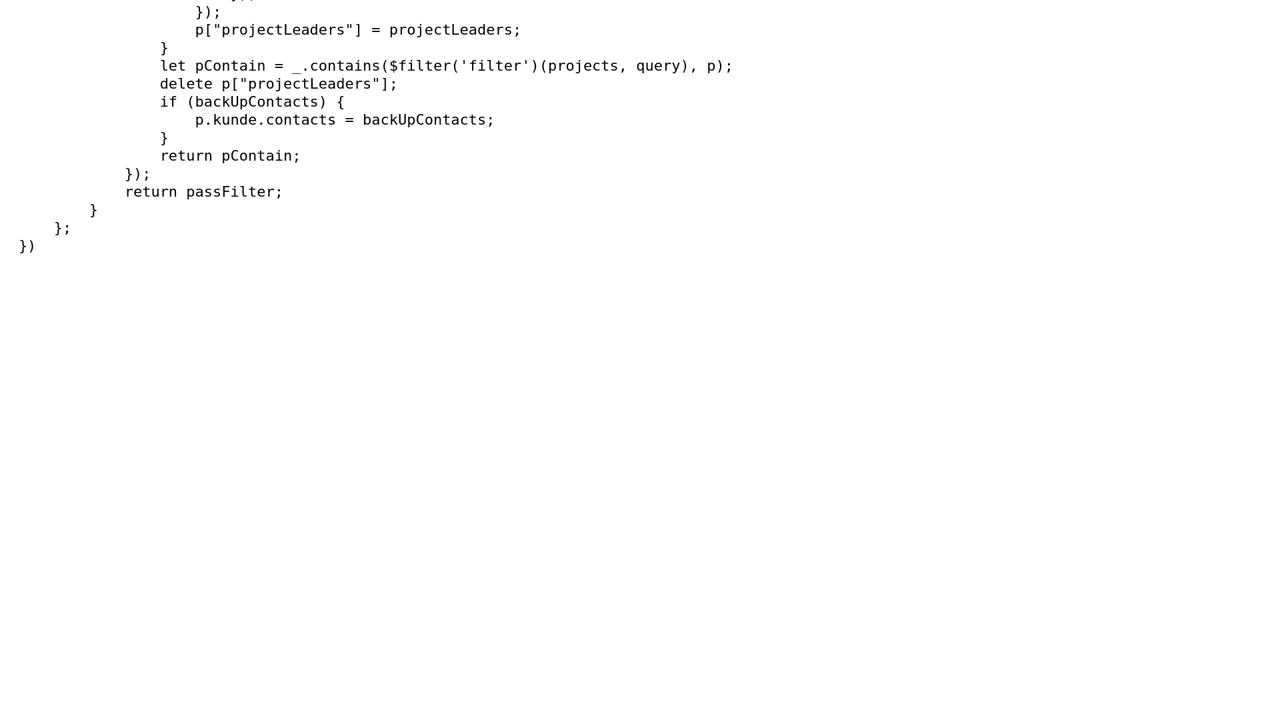 });
p["projectLeaders"] = projectLeaders;
}
let pContain = _.contains($filter('filter')(projects, query), p);
delete p["projectLeaders"];
if (backUpContacts) {
p.kunde.contacts = backUpContacts;
}
return pContain;
});
return passFilter;
}
};
})